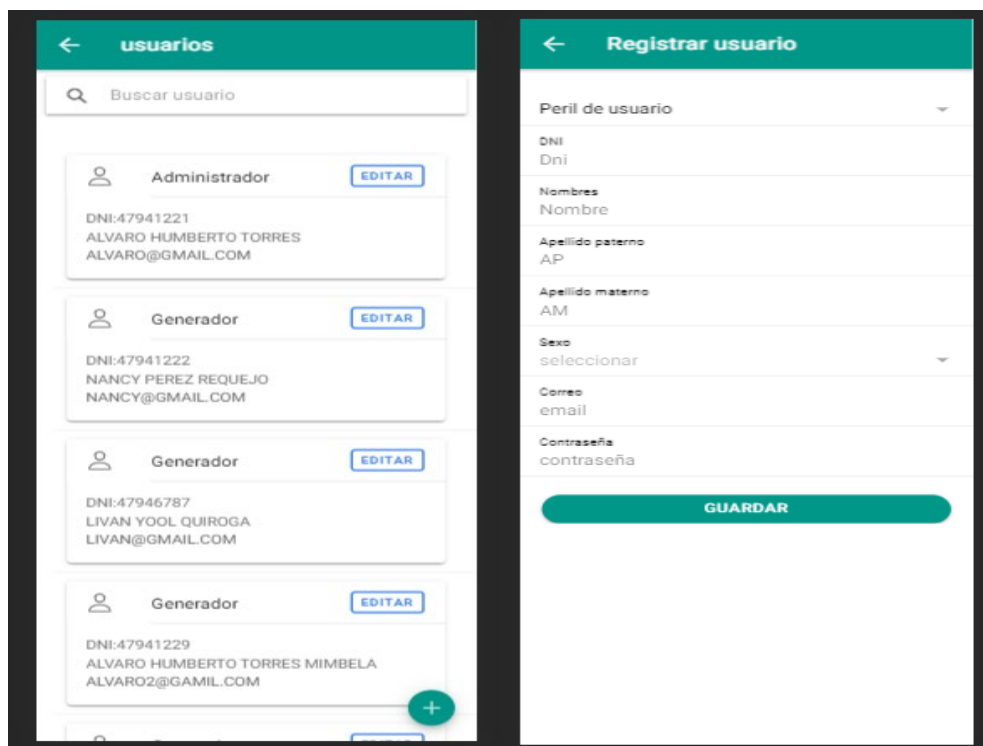 usuarios
Buscar usuario
Administrador
EDITAR
DNI:47941221
ALVARO HUMBERTO TORRES
ALVARO@GMAIL.COM
Generador
EDITAR
DNI:47941222
NANCY PEREZ REQUEJO
NANCY@GMAIL.COM
Generador
EDITAR
DNI:47946787
LIVAN YOOL QUIROGA
LIVAN@GMAIL.COM
Generador
EDITAR
DNI:47941229
ALVARO HUMBERTO TORRES MIMBELA
ALVARO2@GAMIL.COM
+
Registrar usuario
Peril de usuario
DNI
Dni
Nombres
Nombre
Apellido paterno
AP
Apellido materno
AM
Sexo
seleccionar
Correo
email
Contraseña
contraseña
GUARDAR